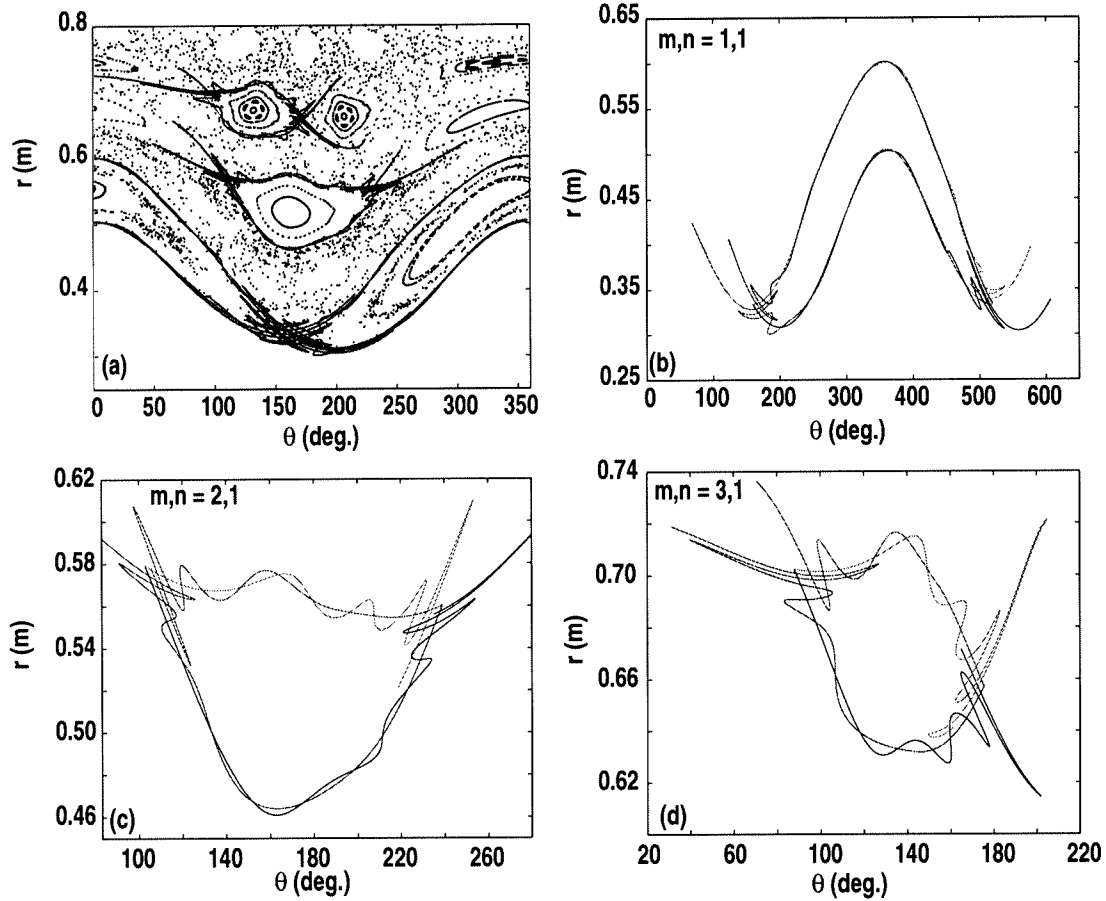 0.8
0.6
0.4
r (m)
(a)
0 50 100 150 200 250 300 350
θ (deg.)
0.65
0.55
0.45
0.35
0.25
r (m)
m,n = 1,1
(b)
0 100 200 300 400 500 600
θ (deg.)
0.62
0.58
0.54
0.50
0.46
r (m)
m,n = 2,1
(c)
100 140 180 220 260
θ (deg.)
0.74
0.70
0.66
0.62
r (m)
m,n = 3,1
(d)
20 60 100 140 180 220
θ (deg.)